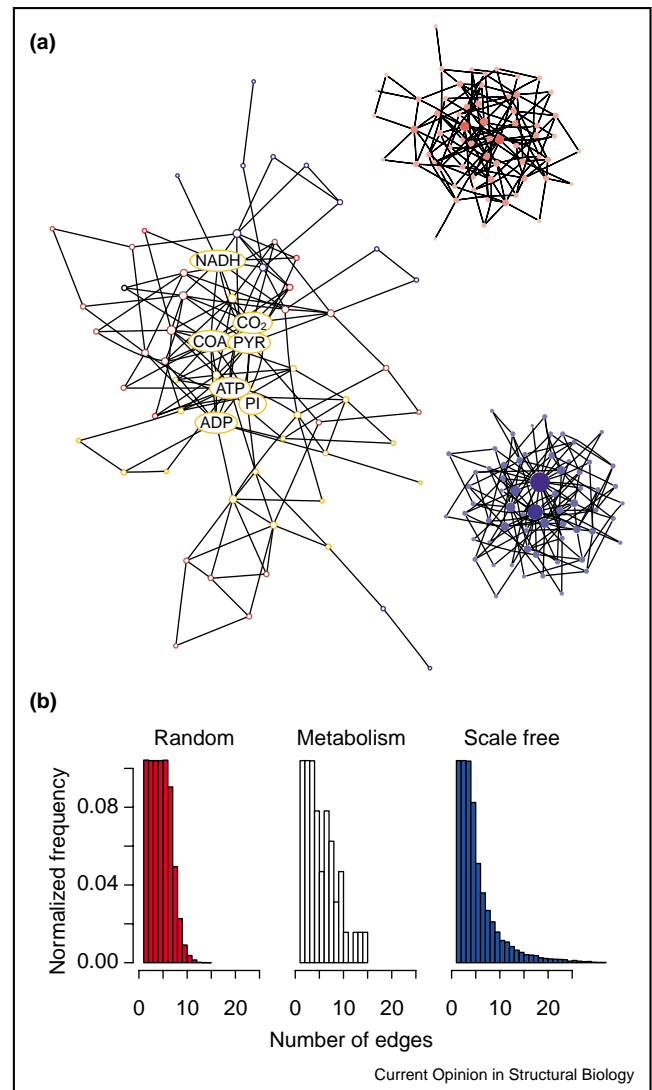 (a)
NADH
CO₂
COA PYR
ATP
PI
ADP
(b)
Random Metabolism Scale free
Normalized frequency
0.08
0.04
0.00
0 10 20 0 10 20 0 10 20
Number of edges
Current Opinion in Structural Biology